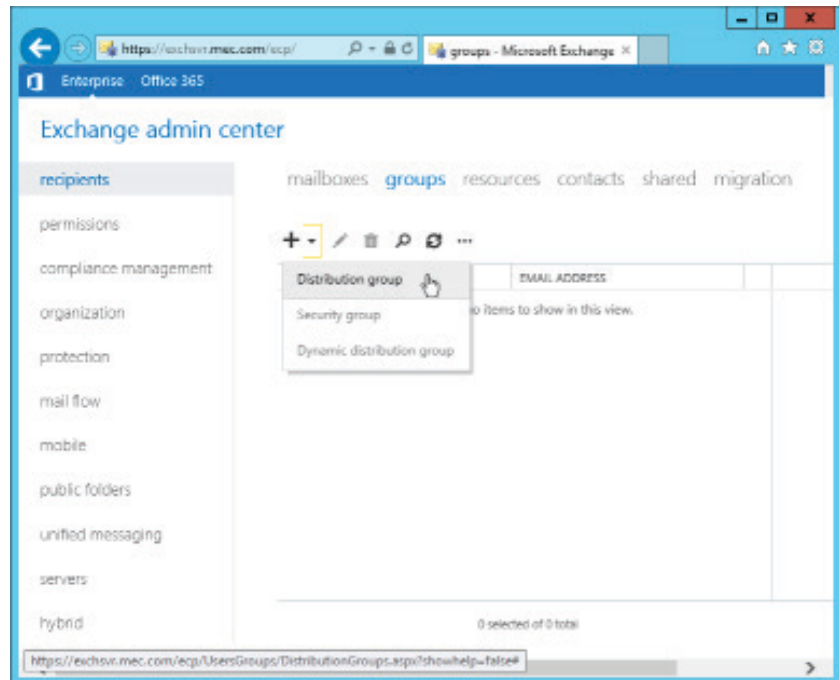 https://exchsvr.mec.com/ecp/
groups - Microsoft Exchange
Enterprise Office 365
Exchange admin center
recipients
mailboxes groups resources contacts shared migration
permissions
compliance management
Distribution group
EMAIL ADDRESS
organization
Security group
o items to show in this view.
protection
Dynamic distribution group
mail flow
mobile
public folders
unified messaging
servers
hybrid
0 selected of 0 total
https://exchsvr.mec.com/ecp/UsersGroups/DistributionGroups.aspx?showhelp=false#